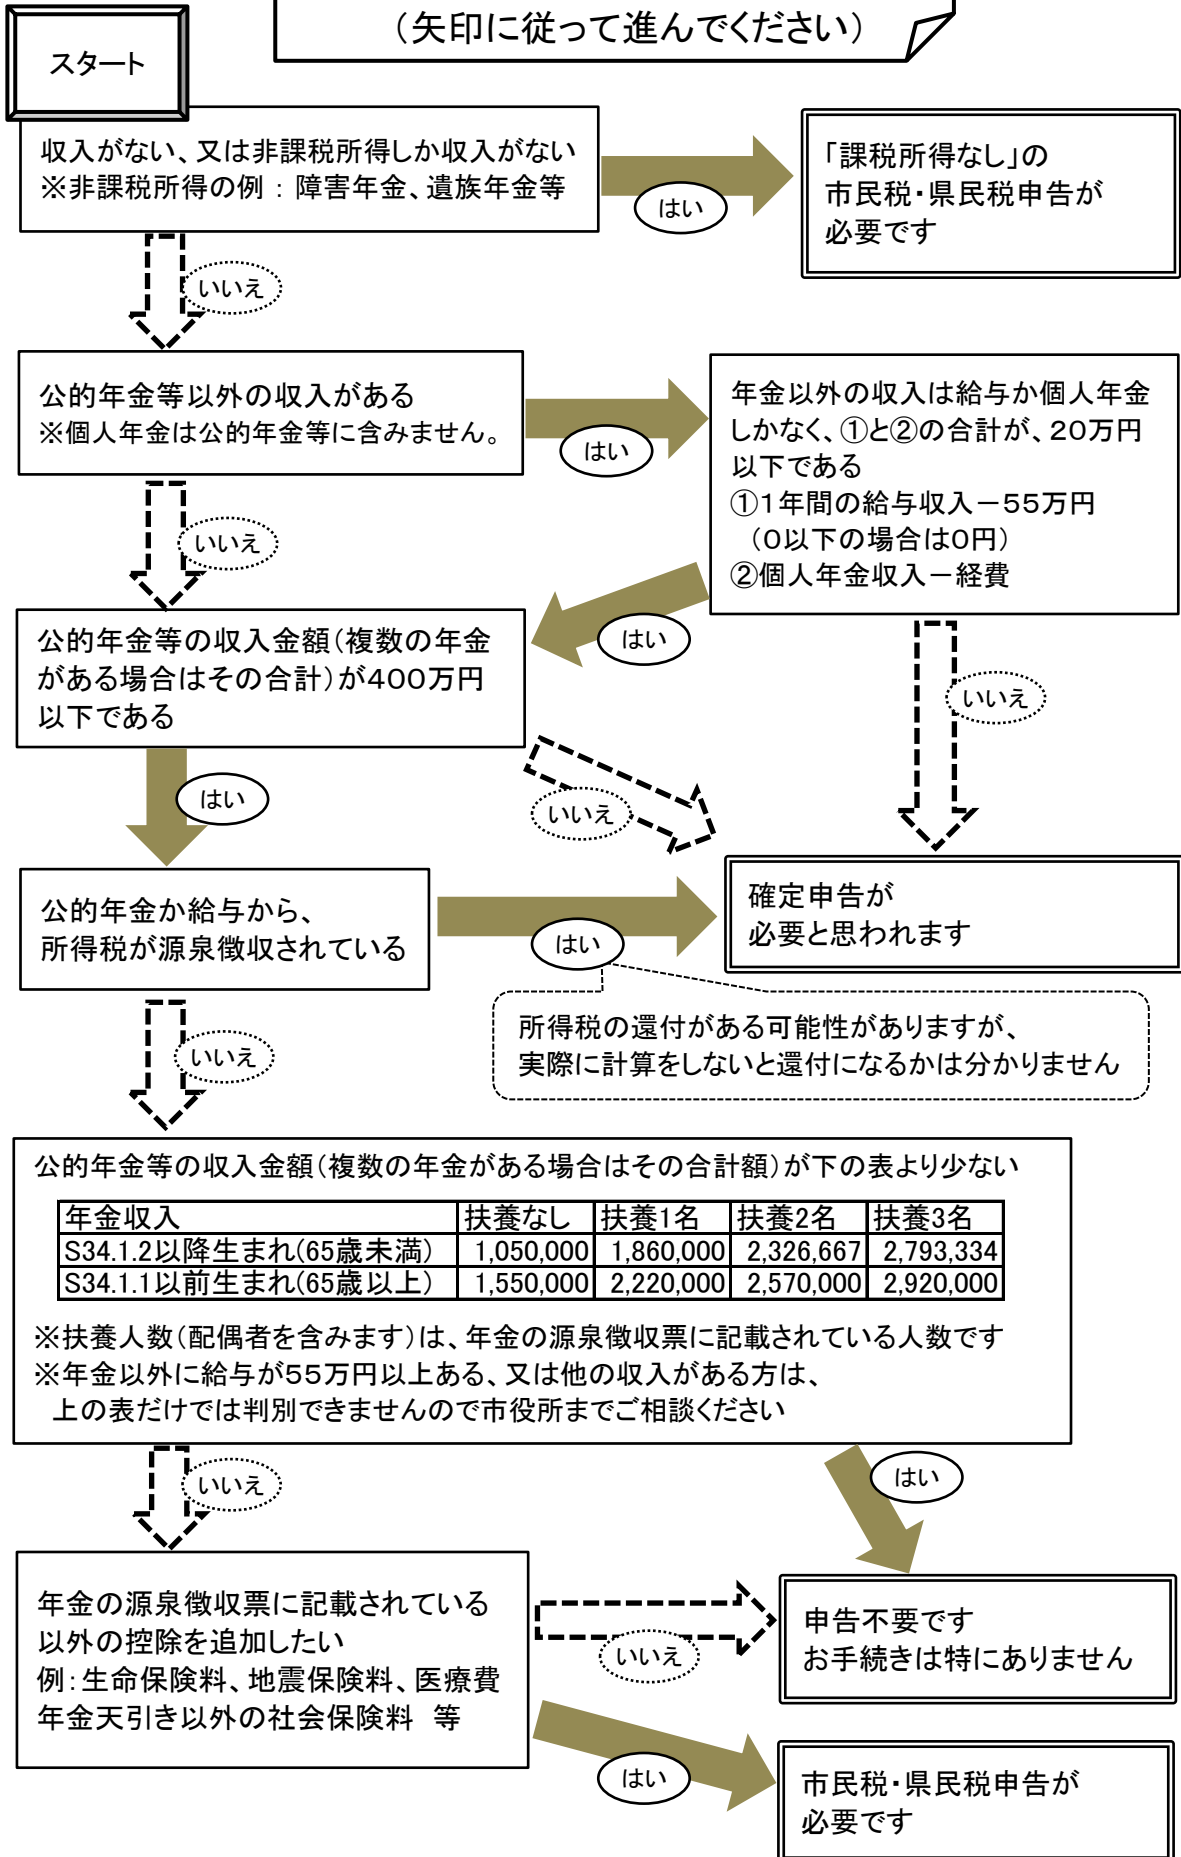 （矢印に従って進んでください）
スタート
収入がない、又は非課税所得しか収入がない
※非課税所得の例：障害年金、遺族年金等
はい
「課税所得なし」の
市民税・県民税申告が
必要です
いいえ
公的年金等以外の収入がある
※個人年金は公的年金等に含みません。
はい
年金以外の収入は給与か個人年金
しかなく、①と②の合計が、２０万円
以下である
①１年間の給与収入－５５万円
（０以下の場合は０円）
②個人年金収入－経費
いいえ
はい
いいえ
公的年金等の収入金額（複数の年金
がある場合はその合計）が４００万円
以下である
はい
いいえ
公的年金か給与から、
所得税が源泉徴収されている
はい
確定申告が
必要と思われます
所得税の還付がある可能性がありますが、
実際に計算をしないと還付になるかは分かりません
いいえ
公的年金等の収入金額（複数の年金がある場合はその合計額）が下の表より少ない
年金収入 扶養なし 扶養1名 扶養2名 扶養3名
S34.1.2以降生まれ(65歳未満) 1,050,000 1,860,000 2,326,667 2,793,334
S34.1.1以前生まれ(65歳以上) 1,550,000 2,220,000 2,570,000 2,920,000
※扶養人数（配偶者を含みます）は、年金の源泉徴収票に記載されている人数です
※年金以外に給与が５５万円以上ある、又は他の収入がある方は、
上の表だけでは判別できませんので市役所までご相談ください
いいえ
はい
年金の源泉徴収票に記載されている
以外の控除を追加したい
例：生命保険料、地震保険料、医療費
年金天引き以外の社会保険料　等
いいえ
申告不要です
お手続きは特にありません
はい
市民税・県民税申告が
必要です